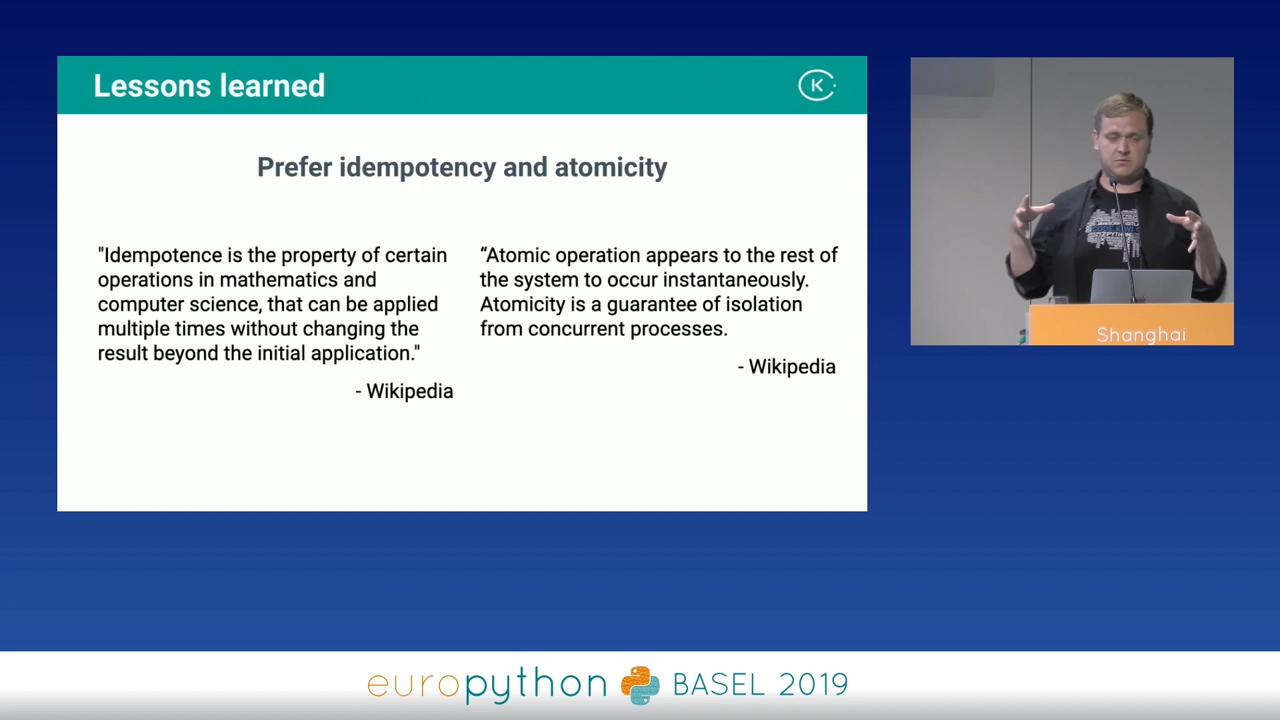 Lessons learned
K
Prefer idempotency and atomicity
"Idempotence is the property of certain
operations in mathematics and
computer science, that can be applied
multiple times without changing the
result beyond the initial application."
- Wikipedia
“Atomic operation appears to the rest of
the system to occur instantaneously.
Atomicity is a guarantee of isolation
from concurrent processes.
- Wikipedia
Shanghai
europython BASEL 2019